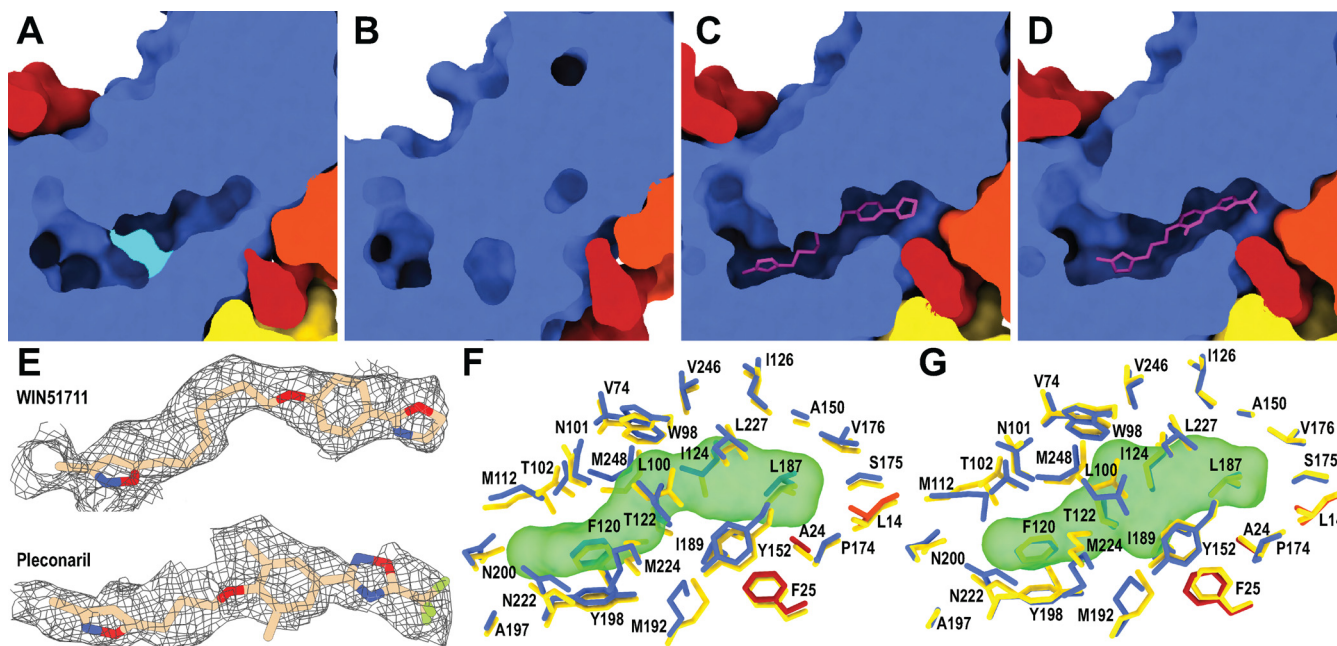 A
B
C
D
E
WIN51711
Pleconaril
F
V246
I126
V74
A150
N101
W98
L227
V176
M248
L100
I124
M112
T102
L187
S175
T122
L14
F120
I189
A24
Y152
P174
N200
M224
N222
F25
Y198
M192
A197
G
V246
I126
V74
A150
N101
W98
L227
V176
M248
I124
T102
L100
S175
M112
L187
L14
T122
F120
I189
A24
Y152
P174
M224
N200
N222
F25
Y198
M192
A197